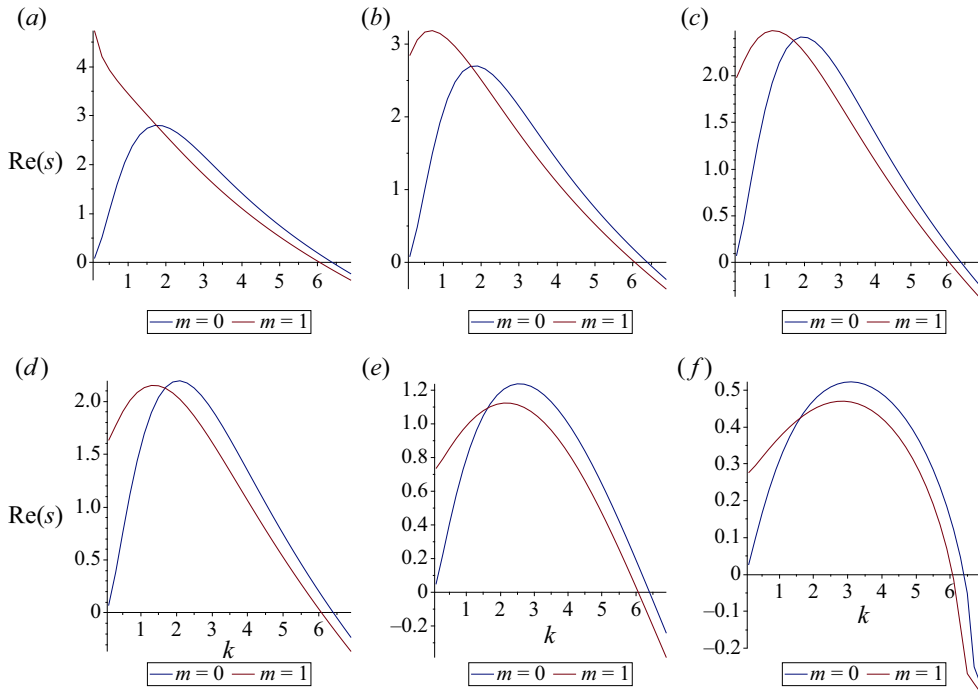 (a) (b) (c)
4 3 2.0
3 1.5
Re(s) 2
2 1.0
1
1 0.5
0 1 2 3 4 5 6
0 1 2 3 4 5 6
0 1 2 3 4 5 6
m = 0 m = 1
m = 0 m = 1
m = 0 m = 1
(d) (e) (f)
2.0 1.2 0.5
1.0 0.4
1.5 0.8 0.3
Re(s) 0.6 0.2
1.0 0.4 0.1
0.5 0.2
0 1 2 3 4 5 6
k
0 1 2 3 4 5 6
–0.2
k
0 1 2 3 4 5 6
–0.1
–0.2
k
m = 0 m = 1
m = 0 m = 1
m = 0 m = 1